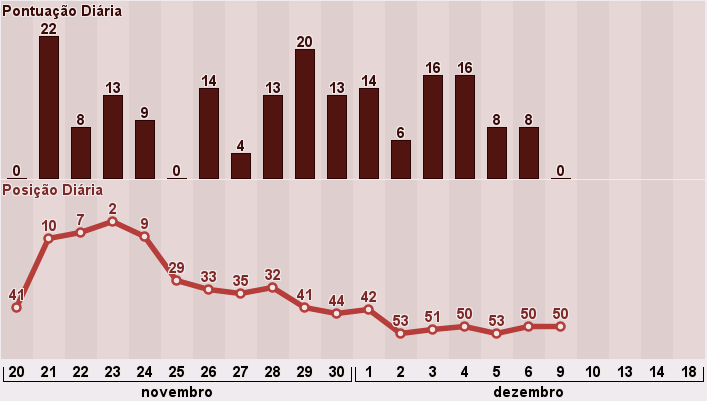 Pontuação Diária
0 22 8 13 9 0 14 4 13 20 13 14 6 16 16 8 8 0
Posição Diária
41 10 7 2 9 29 33 35 32 41 44 42 53 51 50 53 50 50
20 21 22 23 24 25 26 27 28 29 30 1 2 3 4 5 6 9 10 13 14 18
novembro dezembro